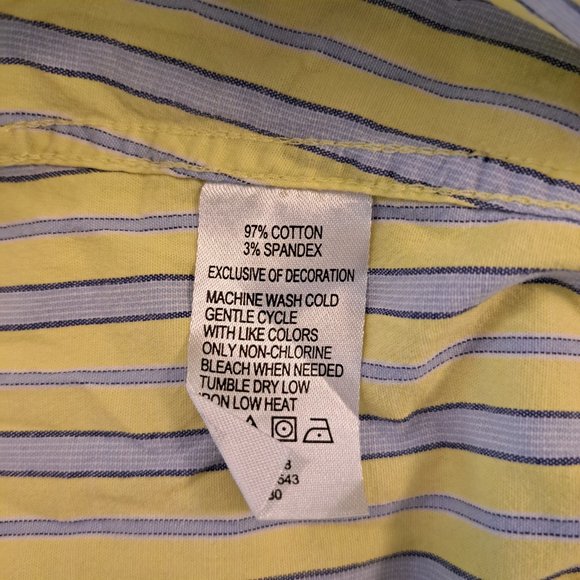 97% COTTON
3% SPANDEX
EXCLUSIVE OF DECORATION
MACHINE WASH COLD
GENTLE CYCLE
WITH LIKE COLORS
ONLY NON-CHLORINE
BLEACH WHEN NEEDED
TUMBLE DRY LOW
IRON LOW HEAT